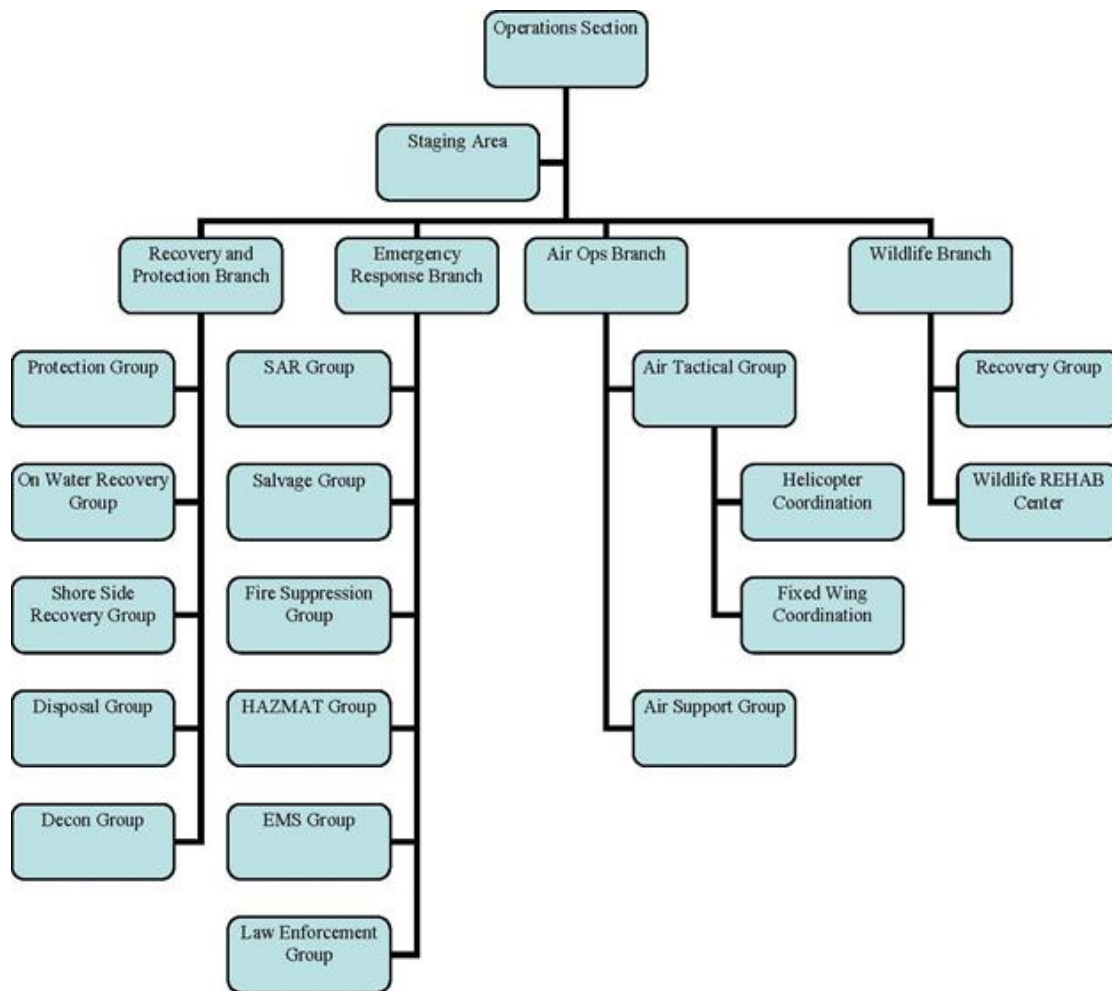 Operations Section
Staging Area
Recovery and
Protection Branch
Emergency
Response Branch
Air Ops Branch
Wildlife Branch
Protection Group
SAR Group
Air Tactical Group
Recovery Group
On Water Recovery
Group
Salvage Group
Helicopter
Coordination
Wildlife REHAB
Center
Shore Side
Recovery Group
Fire Suppression
Group
Fixed Wing
Coordination
Disposal Group
HAZMAT Group
Air Support Group
Decon Group
EMS Group
Law Enforcement
Group